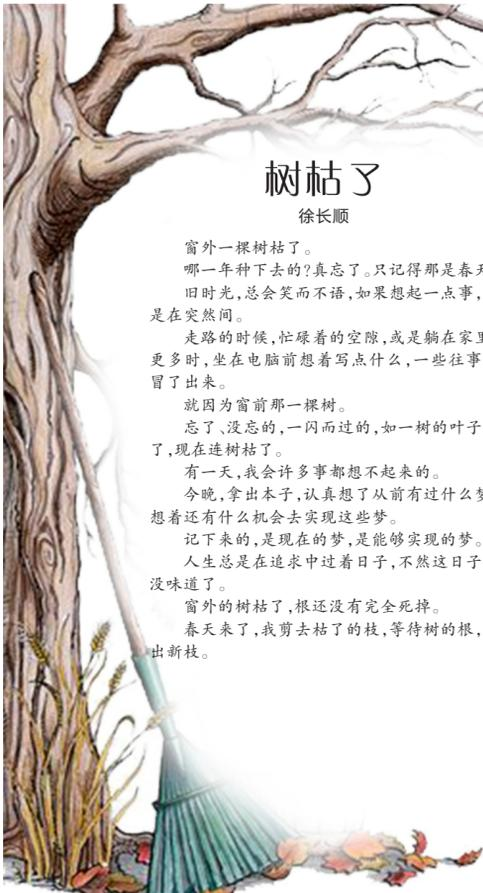 树枯了
徐长顺
窗外一棵树枯了。
哪一年种下去的?真忘了。只记得那是春
旧时光,总会笑而不语,如果想起一点事,
是在突然间。
走路的时候,忙碌着的空隙,或是躺在家里
更多时,坐在电脑前想着写点什么,一些往事
冒了出来。
就因为窗前那一棵树。
忘了、没忘的,一闪而过的,如一树的叶子
了,现在连树枯了。
有一天,我会许多事都想不起来的。
今晚,拿出本子,认真想了从前有过什么梦
想着还有什么机会去实现这些梦。
记下来的,是现在的梦,是能够实现的梦。
人生总是在追求中过着日子,不然这日子
没味道了。
窗外的树枯了,根还没有完全死掉。
春天来了,我剪去枯了的枝,等待树的根,
出新枝。